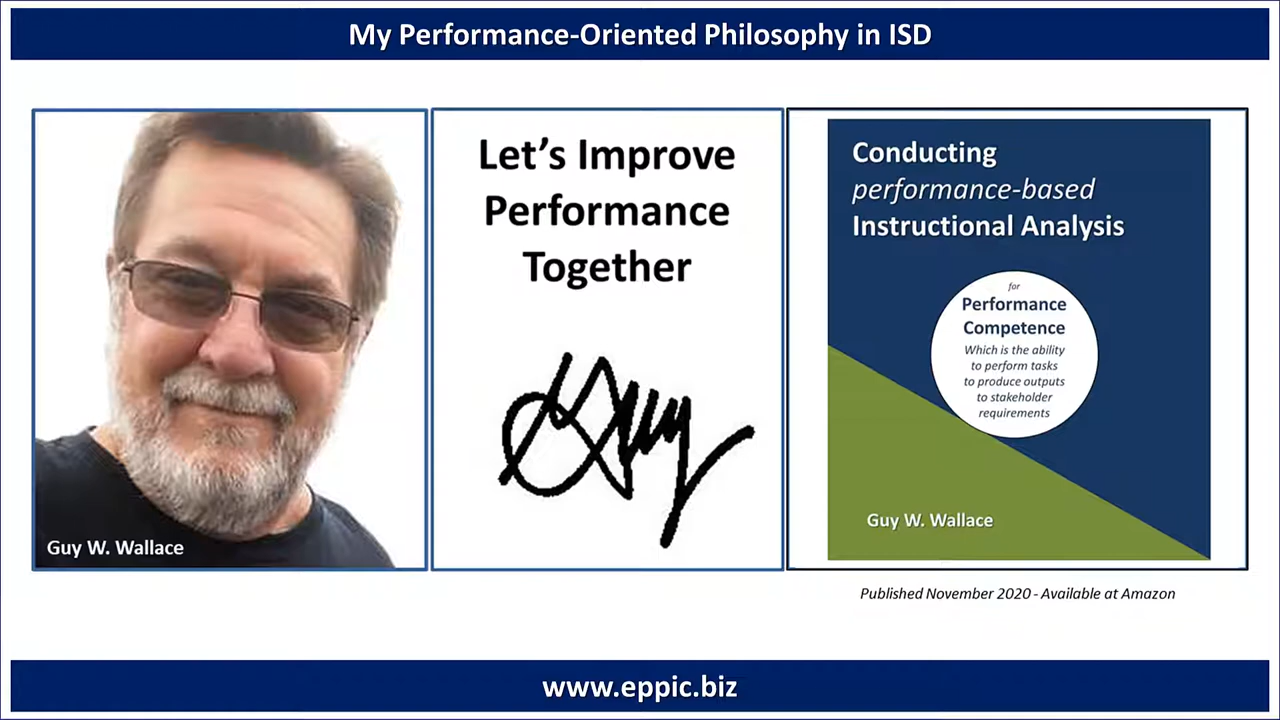 My Performance-Oriented Philosophy in ISD
Guy W. Wallace
Let’s Improve
Performance
Together
Guy
Conducting
performance-based
Instructional Analysis
for
Performance
Competence
Which is the ability
to perform tasks
to produce outputs
to stakeholder
requirements
Guy W. Wallace
Published November 2020 - Available at Amazon
www.eppic.biz